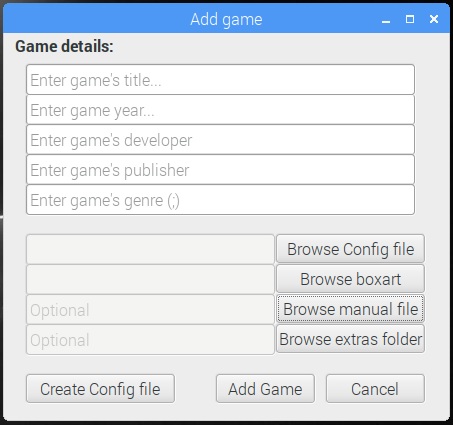 Add game
Game details:
Enter game's title...
Enter game year...
Enter game's developer
Enter game's publisher
Enter game's genre (;)
Browse Config file
Browse boxart
Optional Browse manual file
Optional Browse extras folder
Create Config file Add Game Cancel